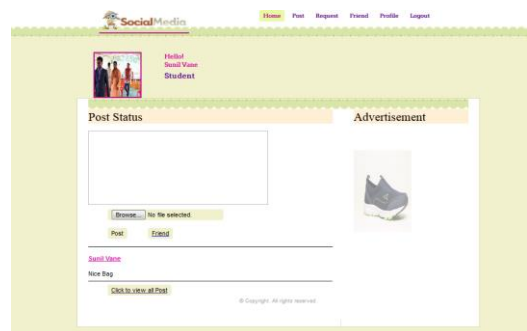 SocialMedia
Home Post Request Friend Profile Logout
Hello!
Sunil Vane
Student
Post Status
Advertisement
Browse... No file selected.
Post Friend
Sunil Vane
Nice Bag
Click to view all Post
© Copyright All rights reserved